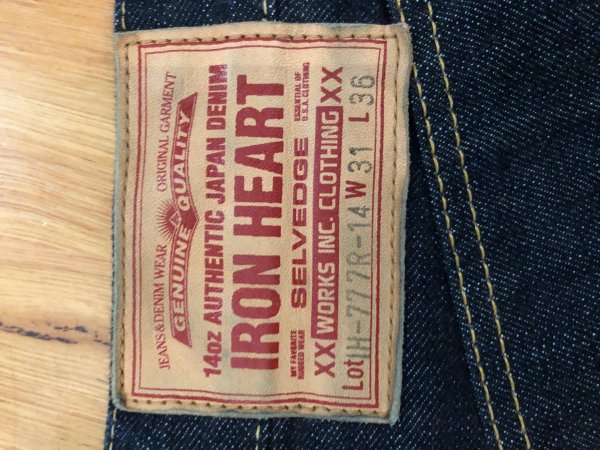 JEANS & DENIM WEAR ORIGINAL GARMENT
GENUINE QUALITY
14oz AUTHENTIC JAPAN DENIM
IRON HEART
MY FAVORITE
RUGGED WEAR
SELVEDGE
ESSENTIAL OF
U.S.A. CLOTHING
XX WORKS INC. CLOTHING XX
Lot IH-777R-14 W 31 L 36